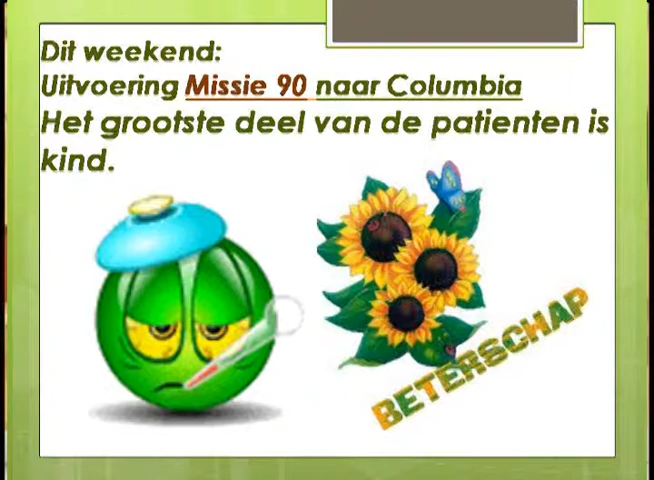 Dit weekend:
Uitvoering Missie 90 naar Columbia
Het grootste deel van de patienten is
kind.
BETERSCHAP